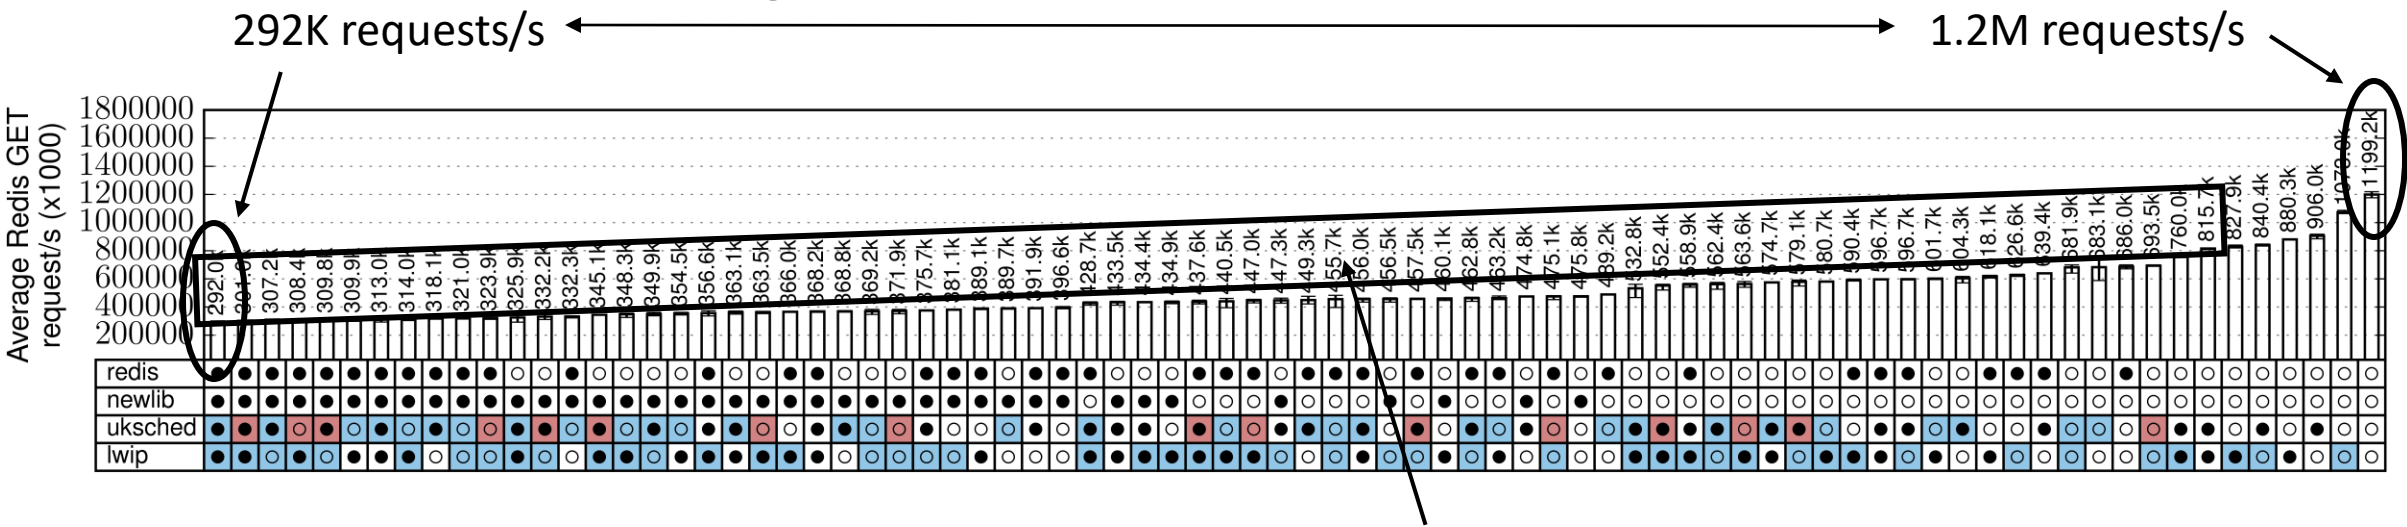 292K requests/s
1.2M requests/s
Average Redis GET
request/s (x1000)
1800000
1600000
1400000
1200000
1000000
800000
600000
400000
200000
292.0k
307.2k
308.4k
309.8k
309.9k
313.0k
314.0k
318.1k
321.0k
323.9k
325.9k
332.2k
332.3k
345.1k
348.3k
349.9k
354.5k
356.6k
363.1k
363.5k
366.0k
368.2k
368.8k
369.2k
371.9k
375.7k
381.1k
389.1k
389.7k
391.9k
396.6k
428.7k
433.5k
434.4k
434.9k
437.6k
440.5k
447.0k
447.3k
449.3k
455.7k
456.0k
456.5k
457.5k
460.1k
462.8k
463.2k
474.8k
475.1k
475.8k
489.2k
532.8k
552.4k
558.9k
562.4k
563.6k
574.7k
579.1k
580.7k
590.4k
596.7k
596.7k
601.7k
604.3k
618.1k
626.6k
639.4k
681.9k
683.1k
686.0k
693.5k
760.0k
815.7k
827.9k
840.4k
880.3k
906.0k
1199.2k
redis
newlib
uksched
lwip